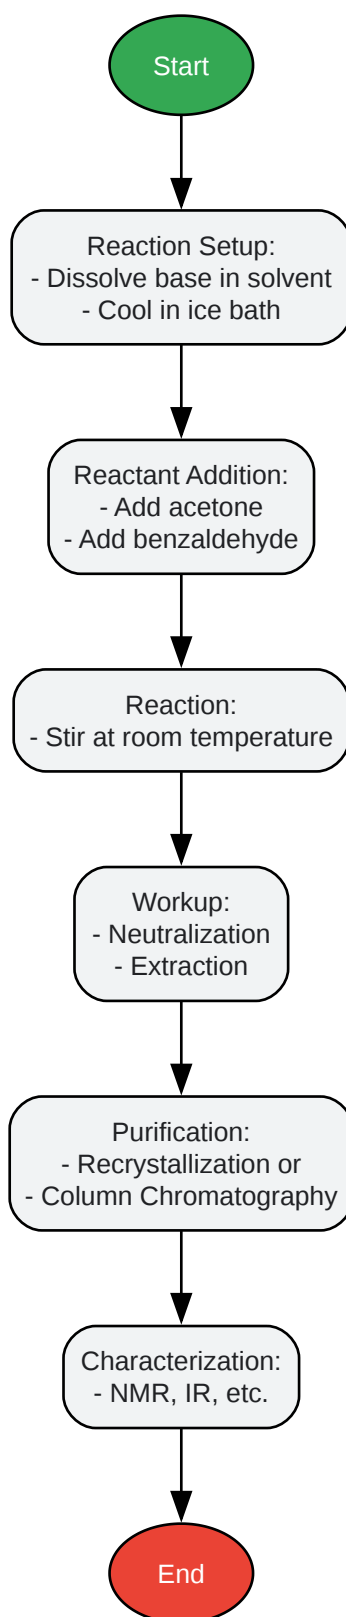 Start
Reaction Setup:
- Dissolve base in solvent
- Cool in ice bath
Reactant Addition:
- Add acetone
- Add benzaldehyde
Reaction:
- Stir at room temperature
Workup:
- Neutralization
- Extraction
Purification:
- Recrystallization or
- Column Chromatography
Characterization:
- NMR, IR, etc.
End